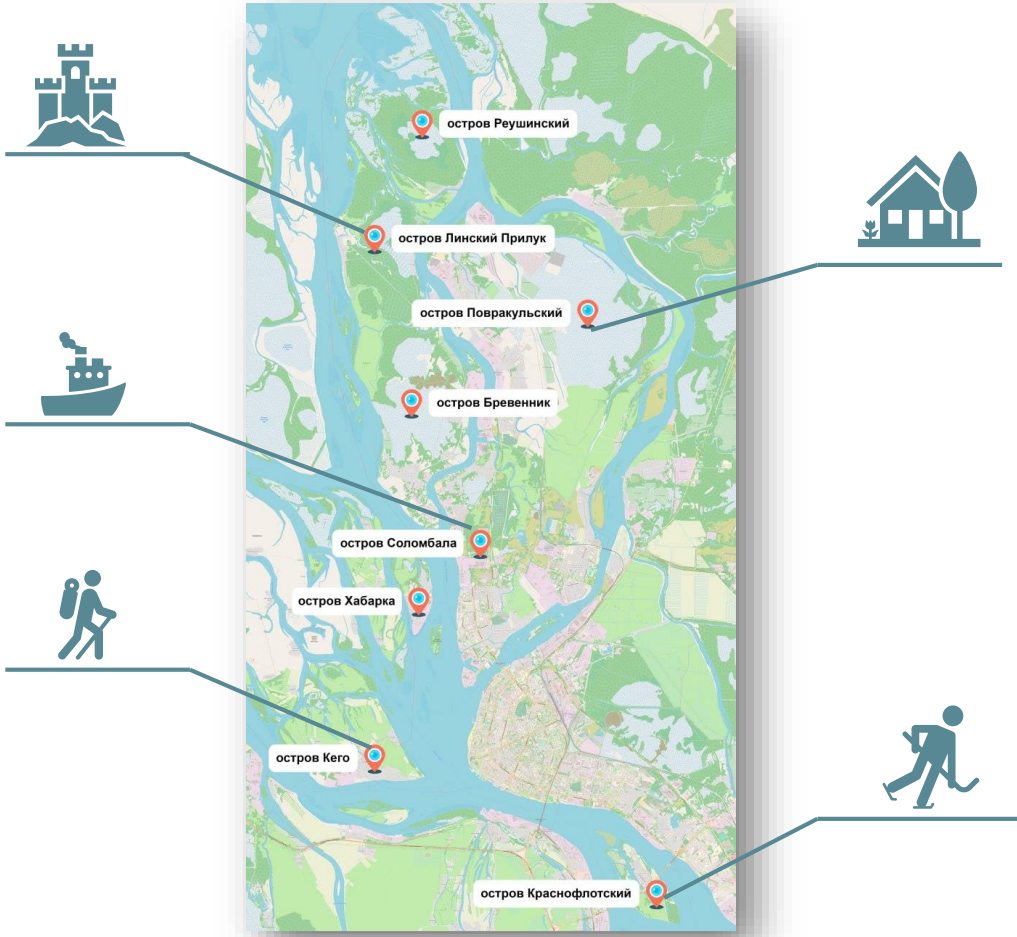 остров Реушинский
остров Линский Прилук
остров Повракульский
остров Бревенник
остров Соломбала
остров Хабарка
остров Кего
остров Краснофлотский